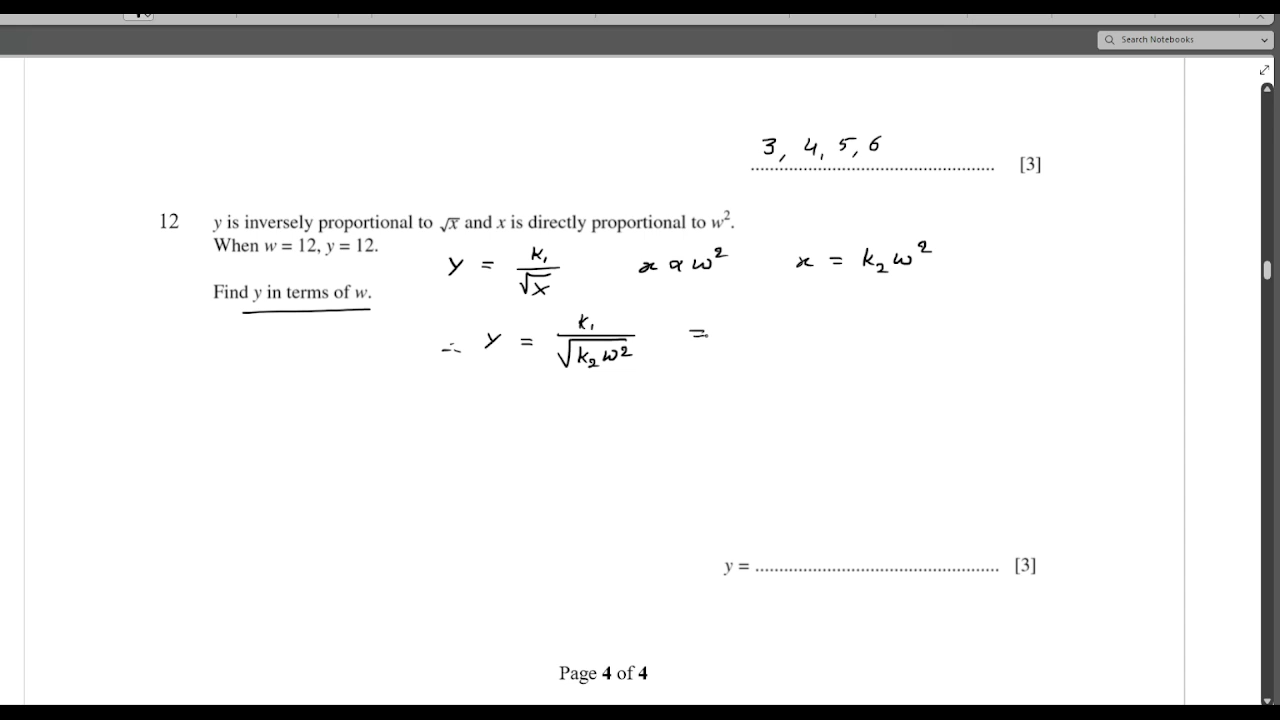 Search Notebooks
3, 4, 5, 6
.................................................. [3]
12 y is inversely proportional to √x and x is directly proportional to w².
When w = 12, y = 12.
y = k₁/√x x ∝ w² x = k₂w²
Find y in terms of w.
∴ y = k₁/√(k₂w²) =
y = .................................................. [3]
Page 4 of 4